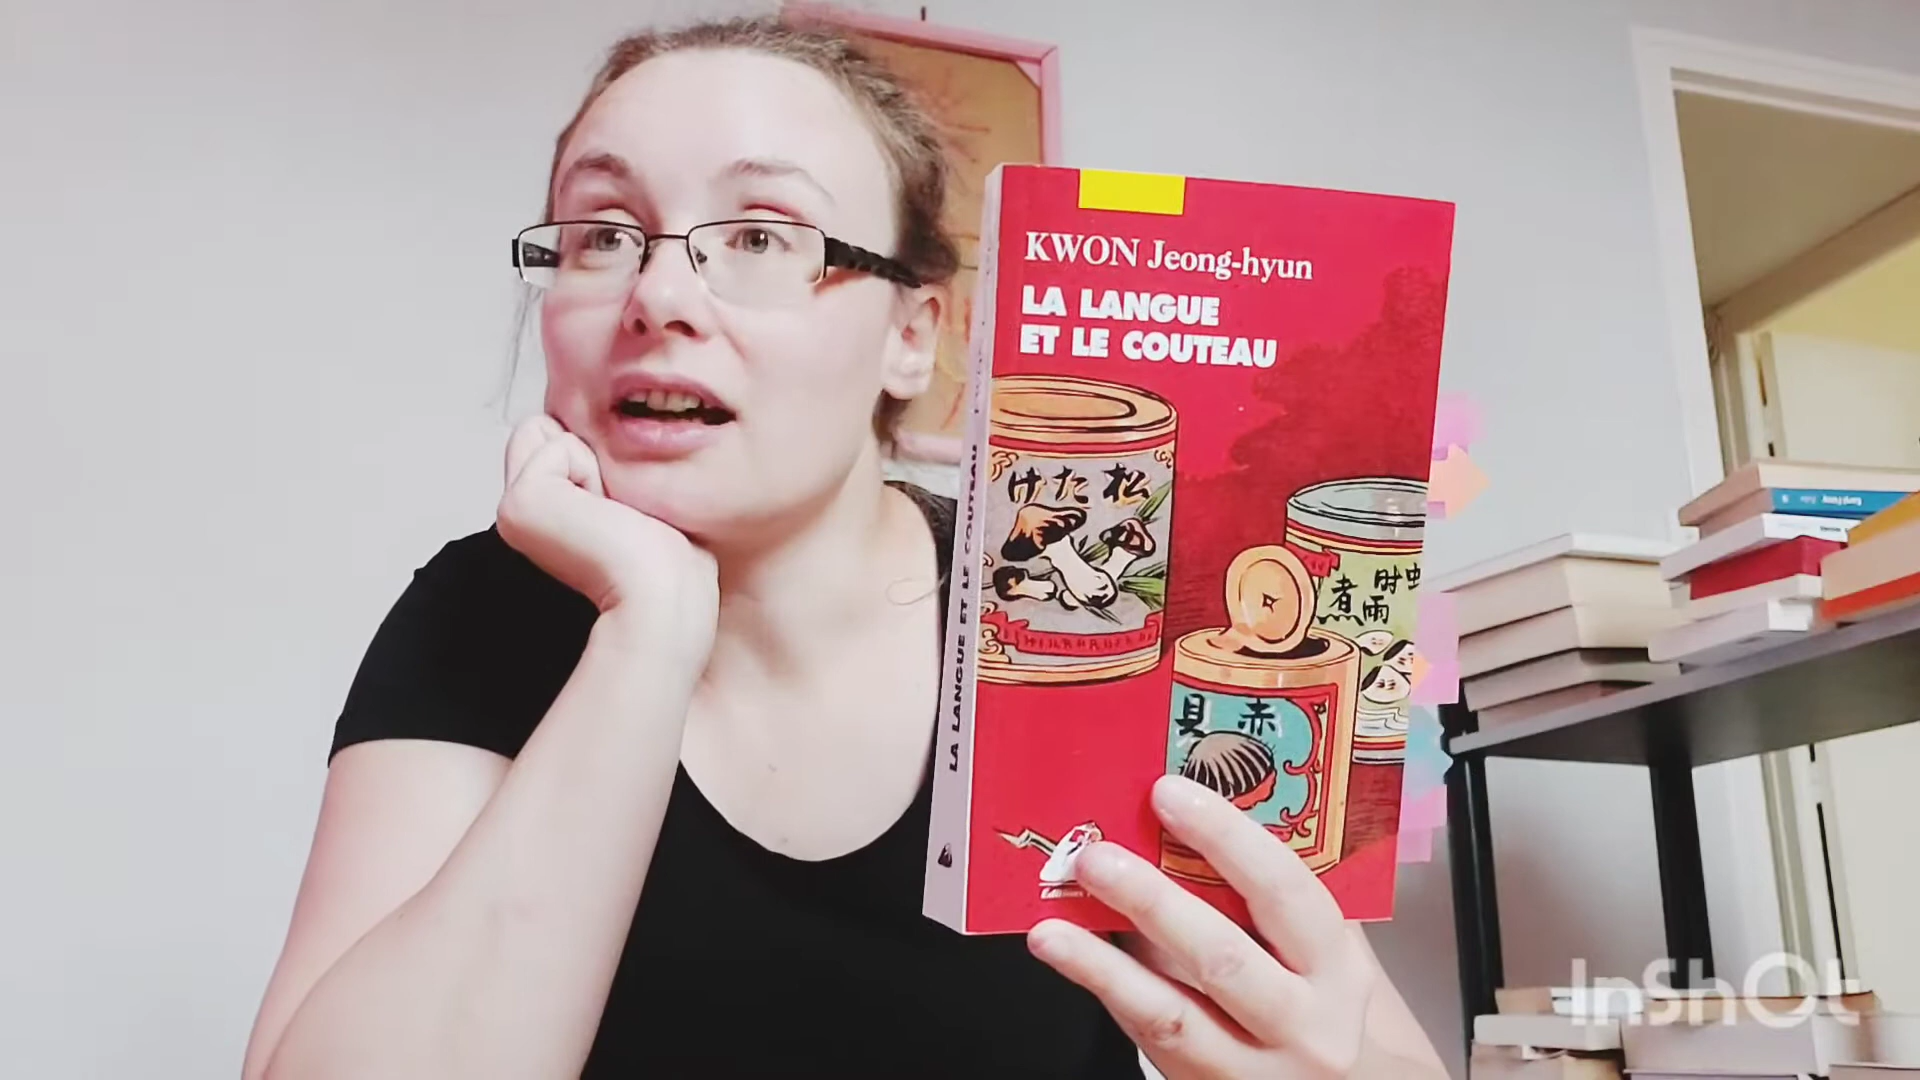 KWON Jeong-hyun
LA LANGUE
ET LE COUTEAU
けた松
煮
雨
時
貝 赤
LA LANGUE ET LE COUTEAU
Editions
InShOt